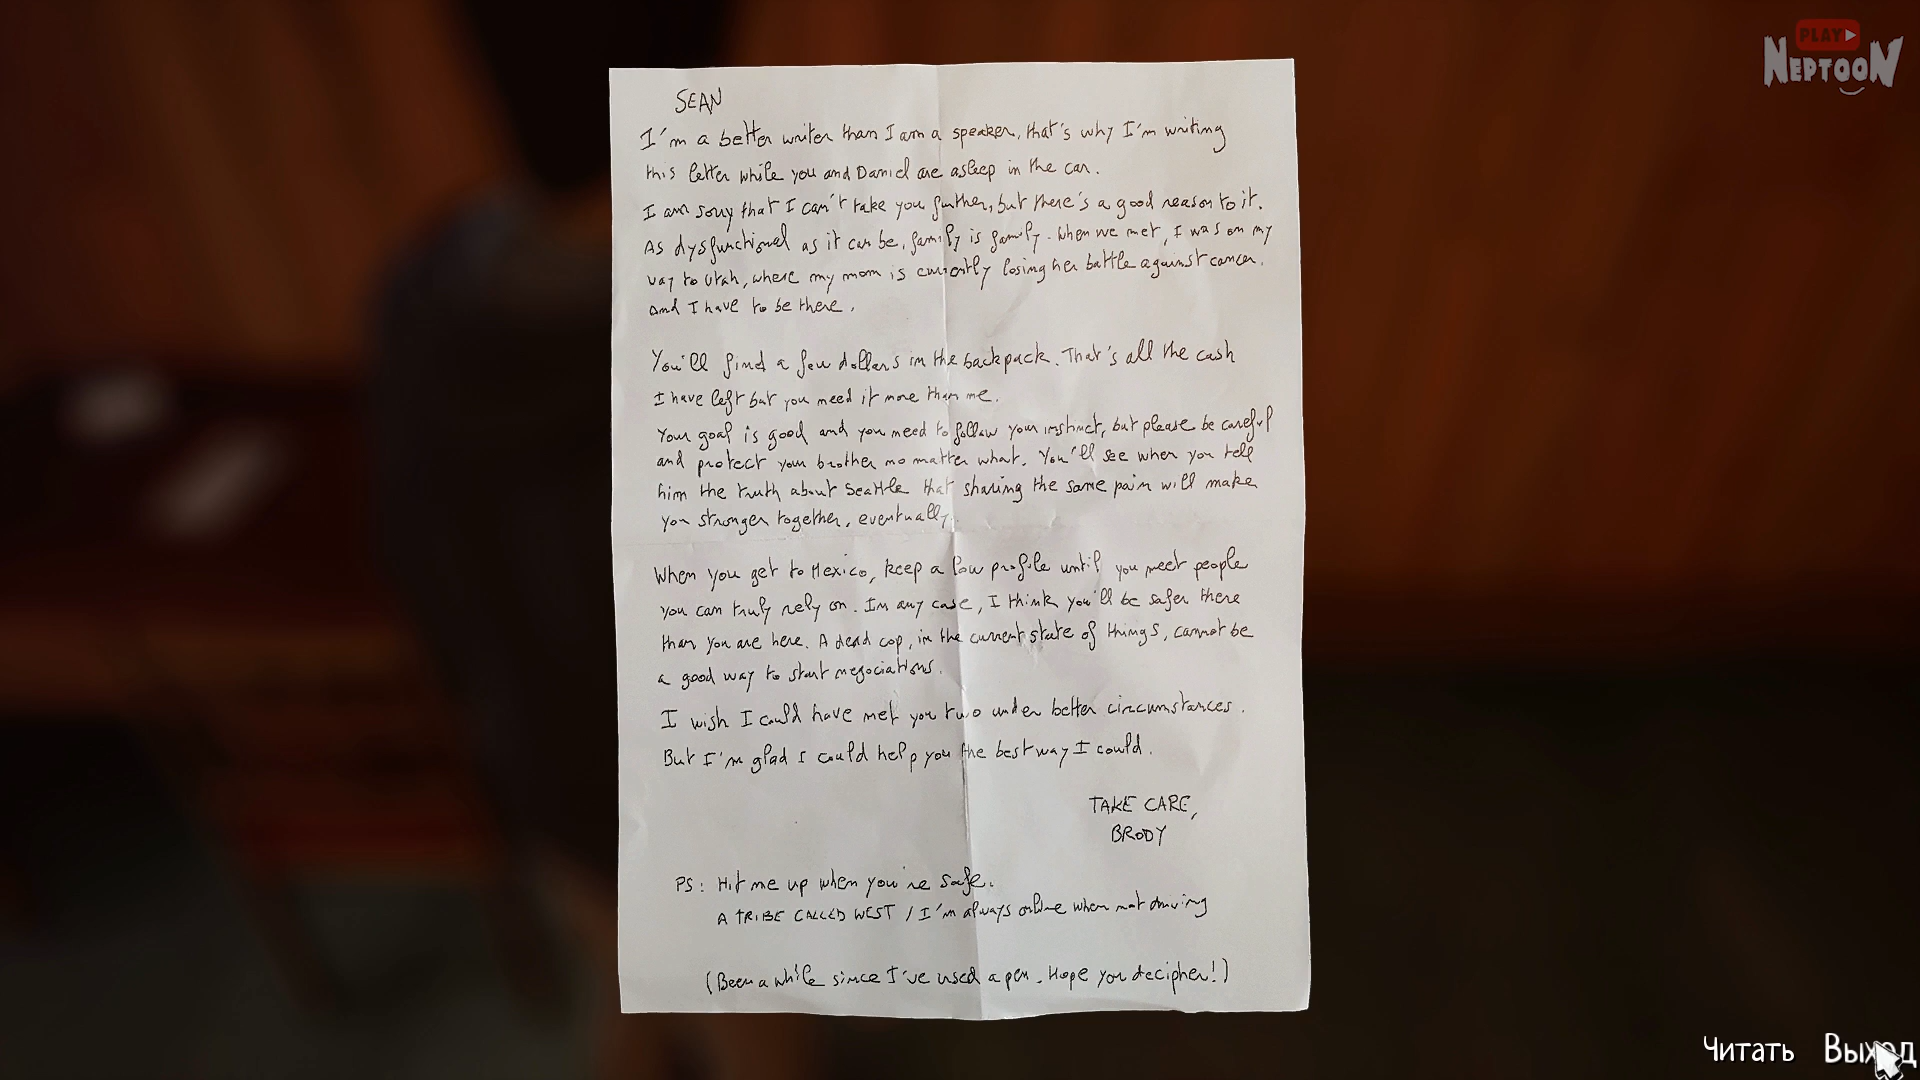 PLAY
NEPTOON
SEAN
I'm a better writer than I am a speaker, that's why I'm writing
this letter while you and Daniel are asleep in the car.
I am sorry that I can't take you further, but there's a good reason to it.
As dysfunctional as it can be, family is family. When we met, I was on my
way to Utah, where my mom is currently losing her battle against cancer.
and I have to be there.
You'll find a few dollars in the backpack. That's all the cash
I have left but you need it more than me.
Your goal is good and you need to follow your instinct, but please be careful
and protect your brother no matter what. You'll see when you tell
him the truth about Seattle that sharing the same pain will make
you stronger together, eventually.
When you get to Mexico, keep a low profile until you meet people
you can truly rely on. In any case, I think you'll be safer there
than you are here. A dead cop, in the current state of things, cannot be
a good way to start negociations.
I wish I could have met you two under better circumstances.
But I'm glad I could help you the best way I could.
TAKE CARE,
BRODY
PS: Hit me up when you're safe.
A TRIBE CALLED WEST / I'm always online when not driving
(Been a while since I've used a pen. Hope you decipher!)
Читать Выход